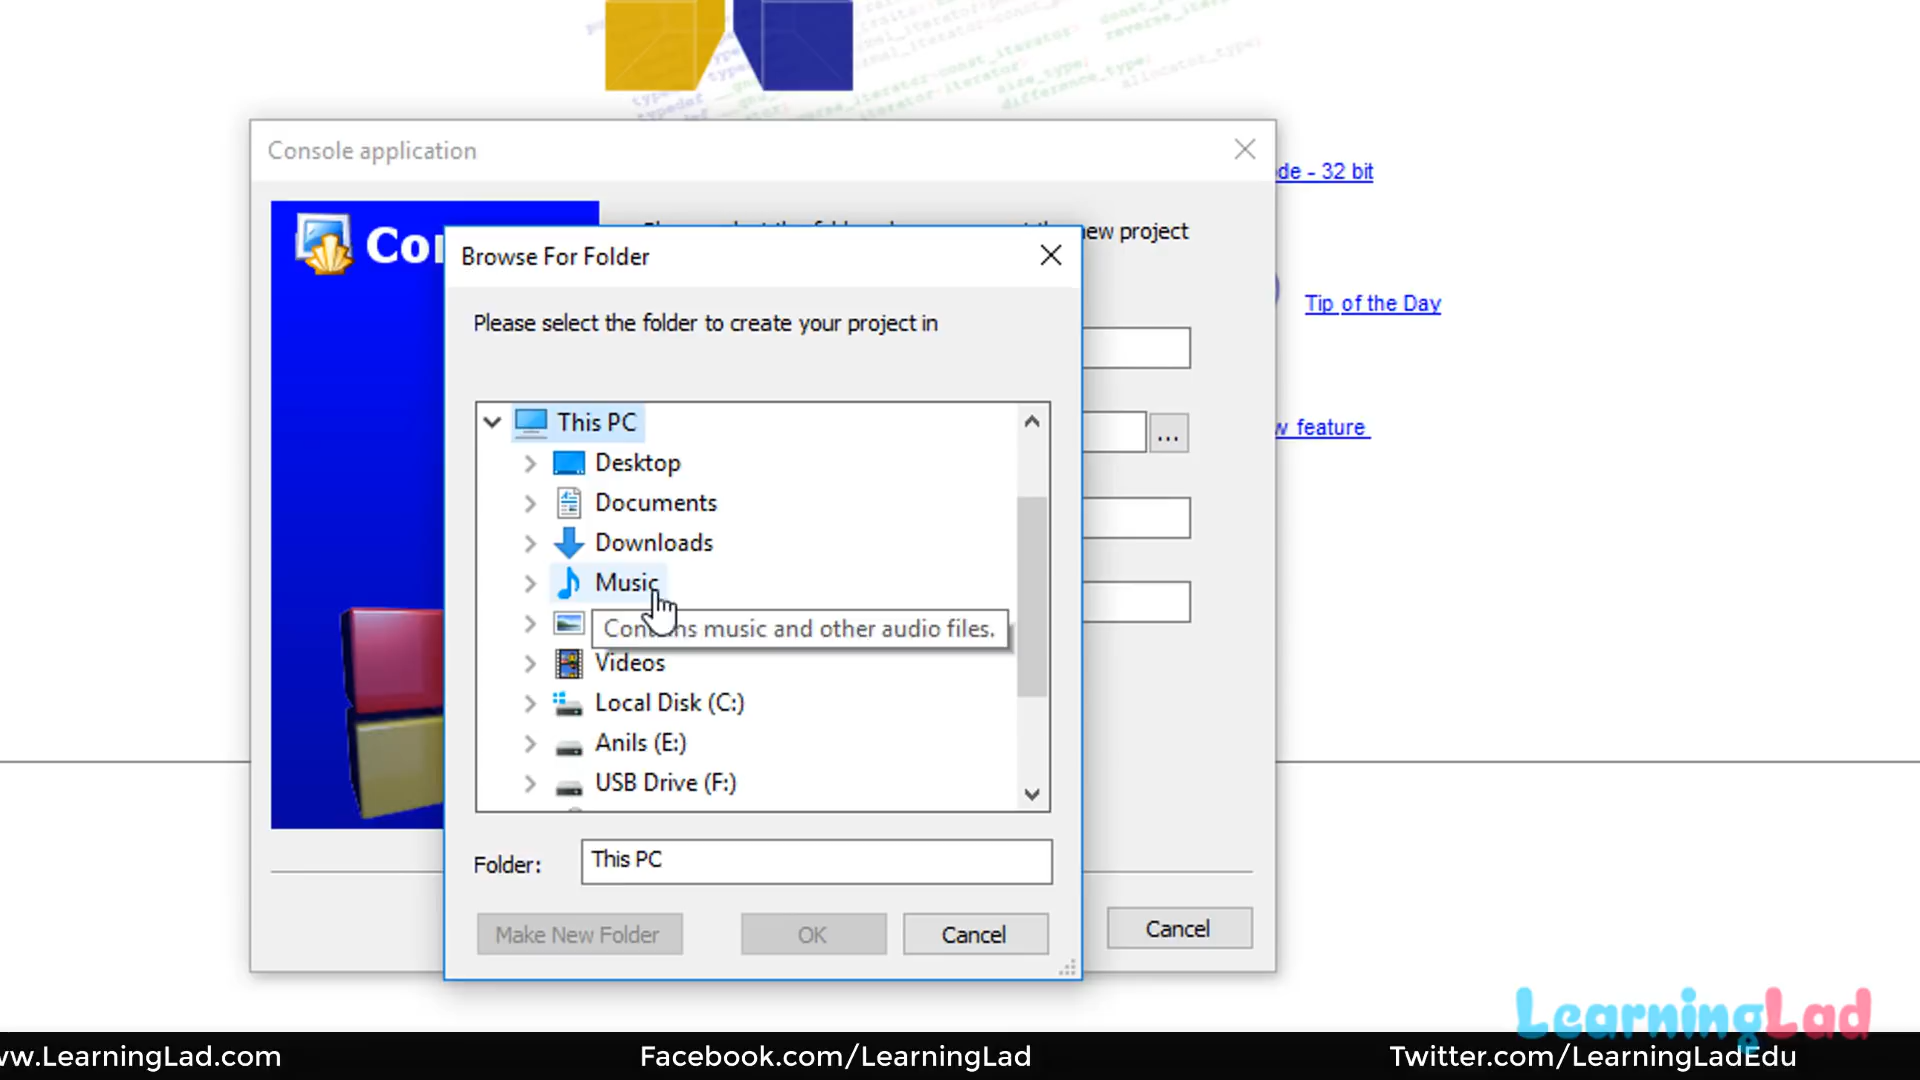 Console application
de - 32 bit
Con
ew project
Browse For Folder
Tip of the Day
Please select the folder to create your project in
This PC
...
w feature
Desktop
Documents
Downloads
Music
Contains music and other audio files.
Videos
Local Disk (C:)
Anils (E:)
USB Drive (F:)
Folder:
This PC
Make New Folder
OK
Cancel
Cancel
LearningLad
ww.LearningLad.com
Facebook.com/LearningLad
Twitter.com/LearningLadEdu